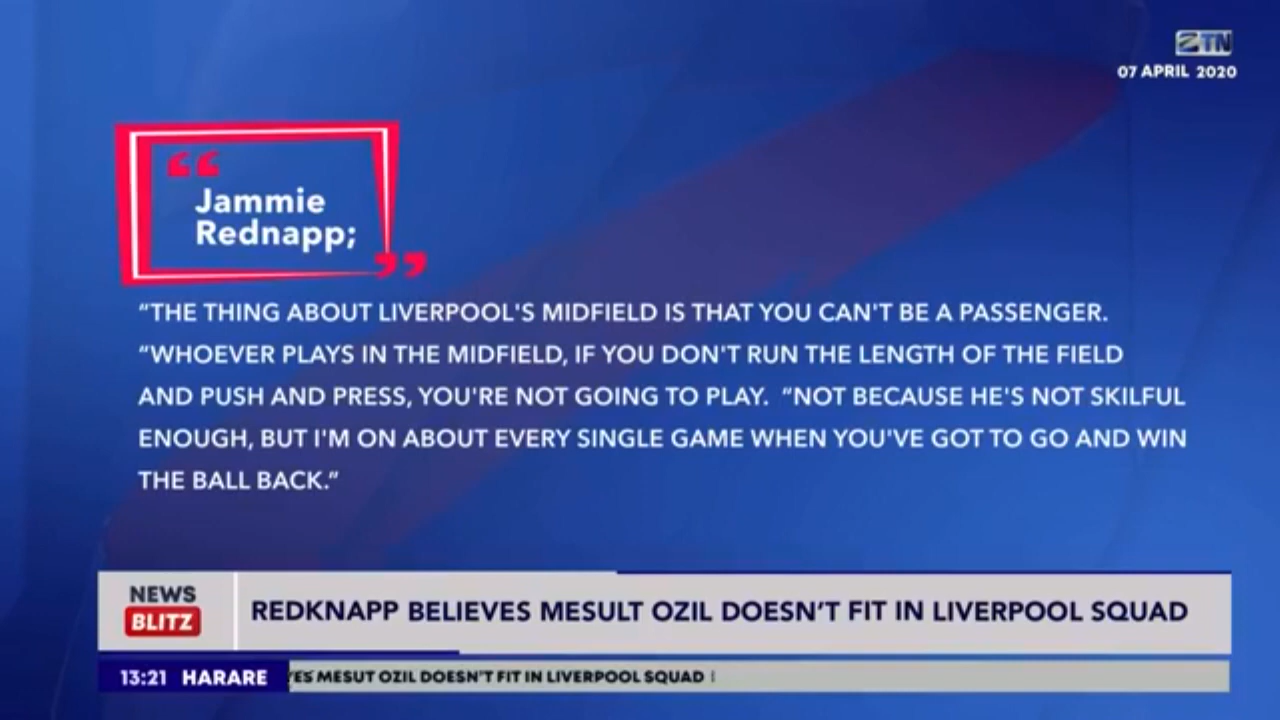 ZTN
07 APRIL 2020
“
Jammie
Rednapp;
”
“THE THING ABOUT LIVERPOOL'S MIDFIELD IS THAT YOU CAN'T BE A PASSENGER.
“WHOEVER PLAYS IN THE MIDFIELD, IF YOU DON'T RUN THE LENGTH OF THE FIELD
AND PUSH AND PRESS, YOU'RE NOT GOING TO PLAY. “NOT BECAUSE HE'S NOT SKILFUL
ENOUGH, BUT I'M ON ABOUT EVERY SINGLE GAME WHEN YOU'VE GOT TO GO AND WIN
THE BALL BACK.”
NEWS
BLITZ
REDKNAPP BELIEVES MESULT OZIL DOESN’T FIT IN LIVERPOOL SQUAD
13:21 HARARE
MESUT OZIL DOESN'T FIT IN LIVERPOOL SQUAD |